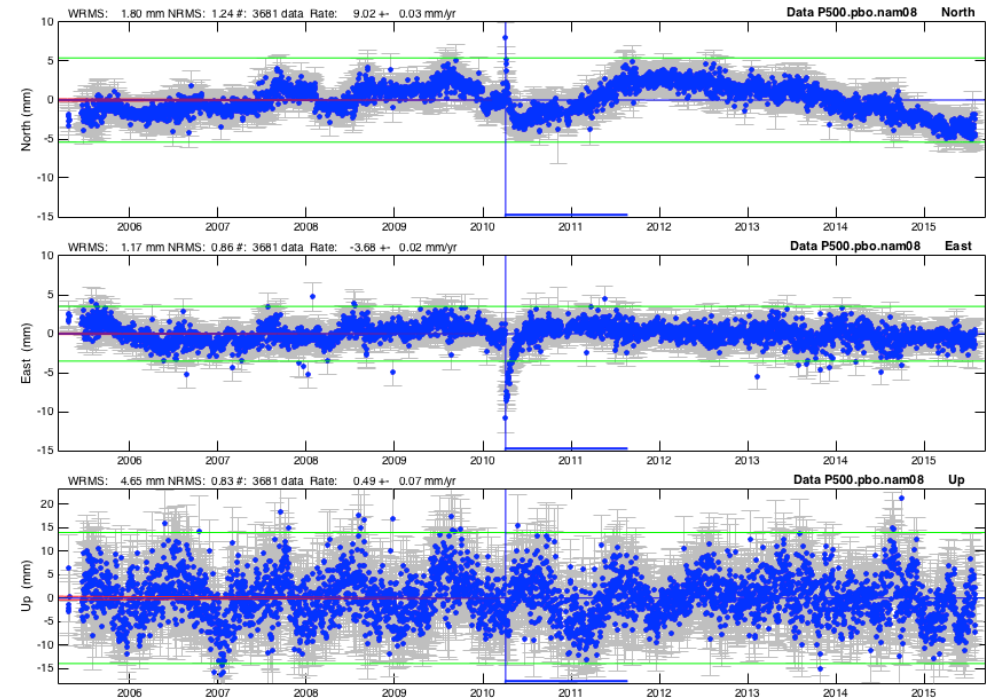 WRMS: 1.80 mm NRMS: 1.24 #: 3681 data Rate: 9.02 +- 0.03 mm/yr Data P500.pbo.nam08 North
10
5
0
-5
-10
-15
North (mm)
2006 2007 2008 2009 2010 2011 2012 2013 2014 2015
WRMS: 1.17 mm NRMS: 0.86 #: 3681 data Rate: -3.68 +- 0.02 mm/yr Data P500.pbo.nam08 East
10
5
0
-5
-10
-15
East (mm)
2006 2007 2008 2009 2010 2011 2012 2013 2014 2015
WRMS: 4.65 mm NRMS: 0.83 #: 3681 data Rate: 0.49 +- 0.07 mm/yr Data P500.pbo.nam08 Up
20
15
10
5
0
-5
-10
-15
Up (mm)
2006 2007 2008 2009 2010 2011 2012 2013 2014 2015